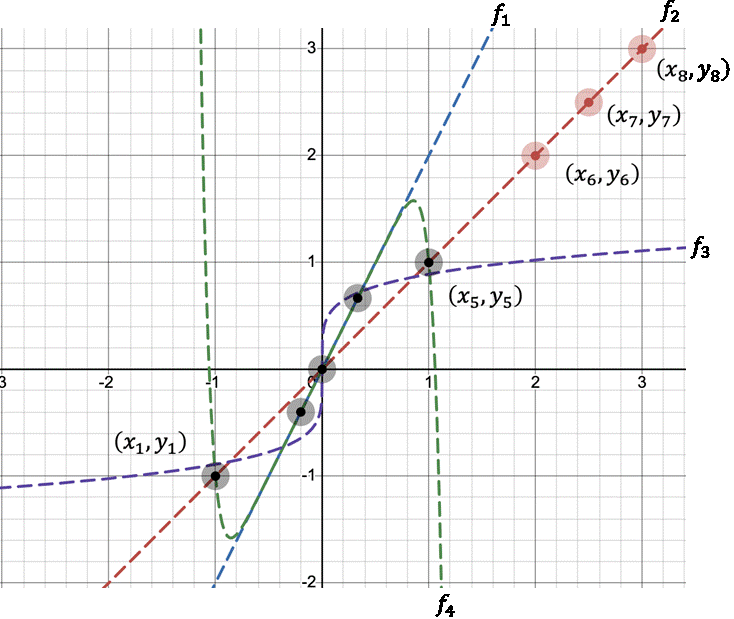 f₁
f₂
3
(x₈, y₈)
(x₇, y₇)
2
(x₆, y₆)
1
f₃
(x₅, y₅)
3 -2 -1 0 1 2 3
(x₁, y₁)
-1
-2
f₄